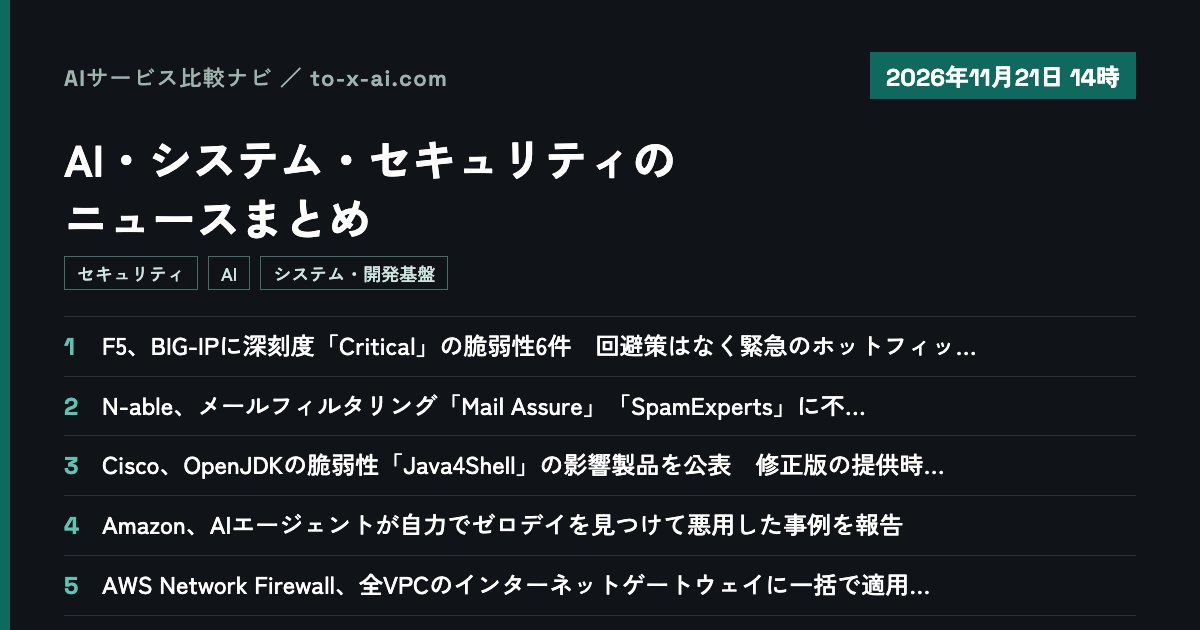 AIサービス比較ナビ ／ to-x-ai.com
2026年11月21日 14時
AI・システム・セキュリティの
ニュースまとめ
セキュリティ
AI
システム・開発基盤
1 F5、BIG-IPに深刻度「Critical」の脆弱性6件　回避策はなく緊急のホットフィッ…
2 N-able、メールフィルタリング「Mail Assure」「SpamExperts」に不…
3 Cisco、OpenJDKの脆弱性「Java4Shell」の影響製品を公表　修正版の提供時…
4 Amazon、AIエージェントが自力でゼロデイを見つけて悪用した事例を報告
5 AWS Network Firewall、全VPCのインターネットゲートウェイに一括で適用…